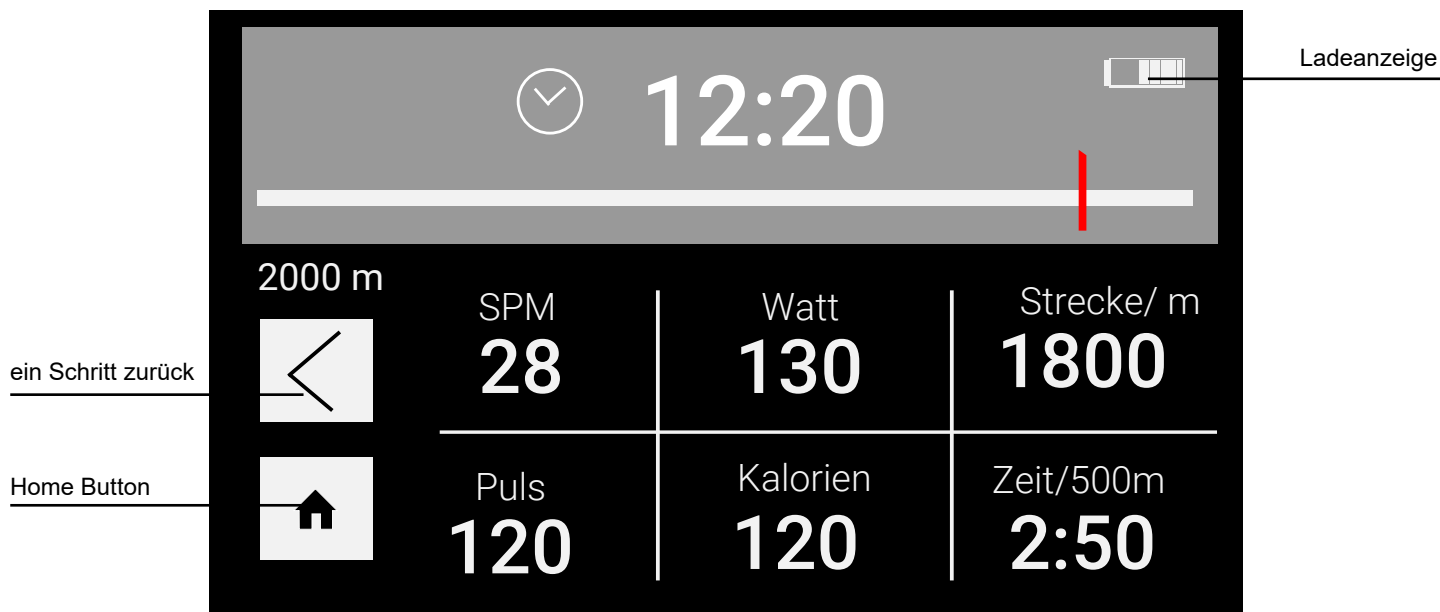 Ladeanzeige
12:20
2000 m
SPM
28
Watt
130
Strecke/ m
1800
ein Schritt zurück
Home Button
Puls
120
Kalorien
120
Zeit/500m
2:50